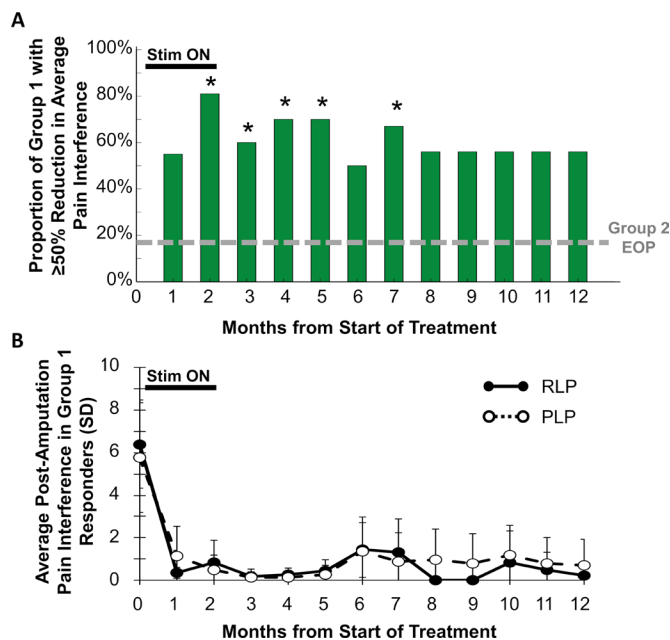 A
Proportion of Group 1 with
≥50% Reduction in Average
Pain Interference
100%
80%
60%
40%
20%
0%
Stim ON
*
*
*
*
*
Group 2
EOP
0 1 2 3 4 5 6 7 8 9 10 11 12
Months from Start of Treatment
B
Average Post-Amputation
Pain Interference in Group 1
Responders (SD)
10
8
6
4
2
0
Stim ON
RLP
PLP
0 1 2 3 4 5 6 7 8 9 10 11 12
Months from Start of Treatment